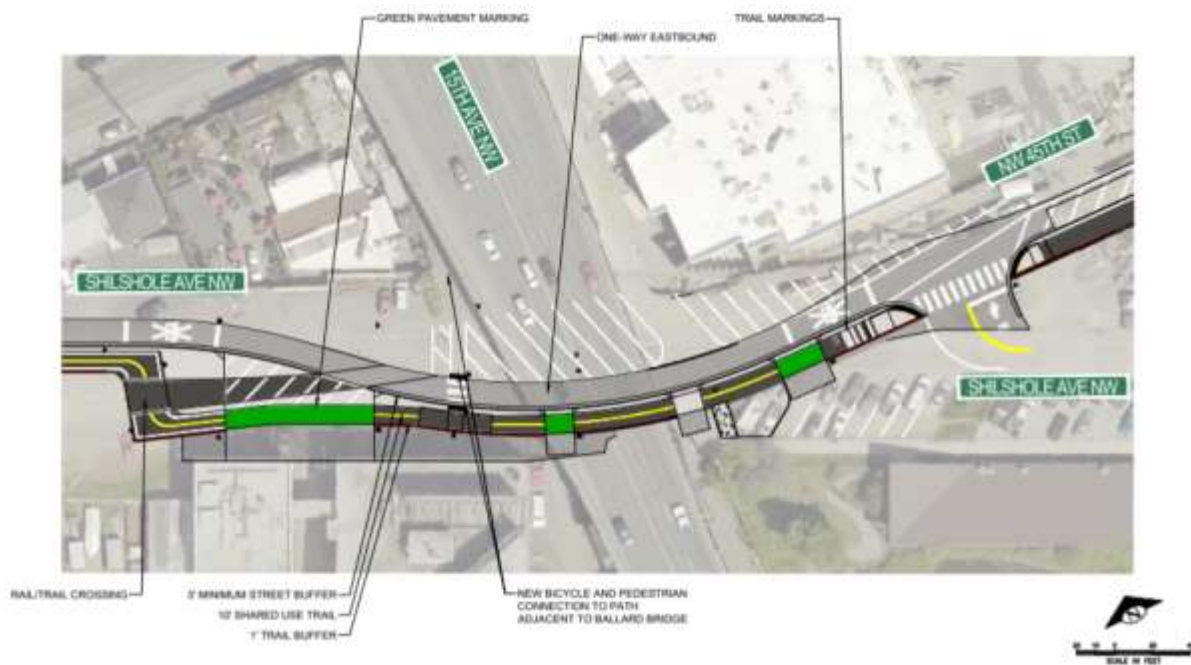 GREEN PAVEMENT MARKING
TRAIL MARKINGS
ONE-WAY EASTBOUND
15TH AVE NW
NW 45TH ST
SHILSHOLE AVE NW
SHILSHOLE AVE NW
RAIL/TRAIL CROSSING
3' MINIMUM STREET BUFFER
10' SHARED USE TRAIL
1' TRAIL BUFFER
NEW BICYCLE AND PEDESTRIAN
CONNECTION TO PATH
ADJACENT TO BALLARD BRIDGE
SCALE IN FEET